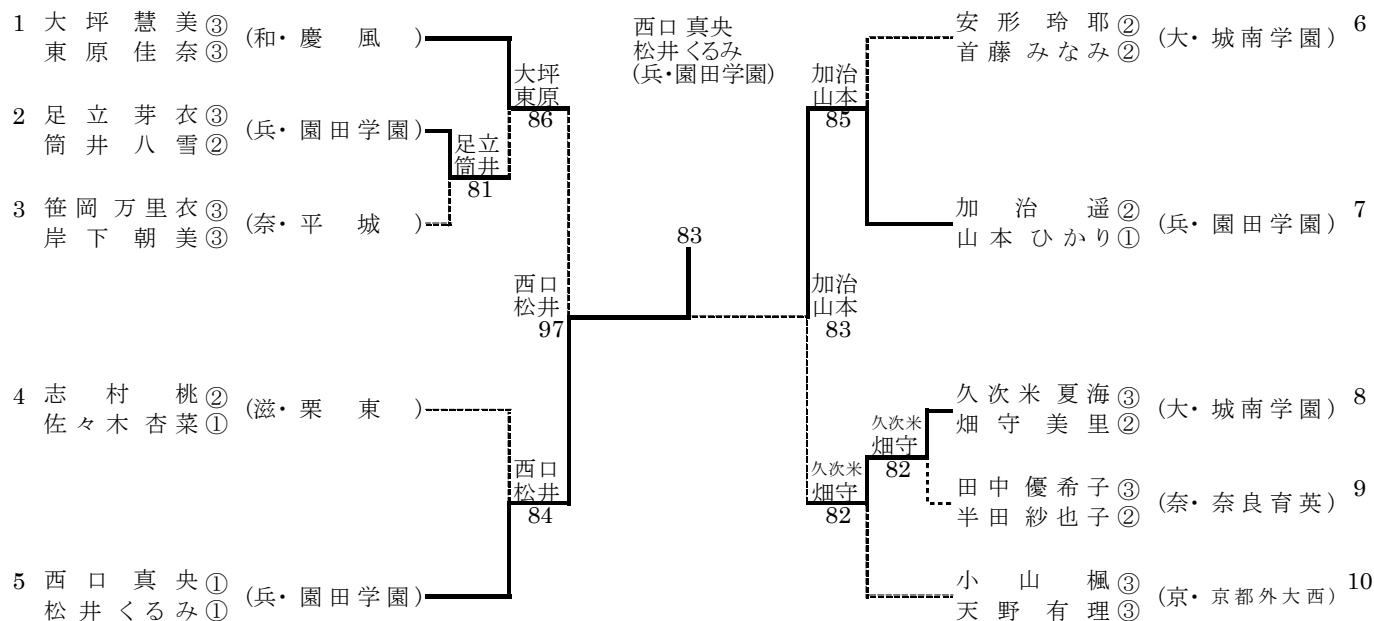 1 大坪慧美③ (和・慶風)
東原佳奈③
2 足立芽衣③ (兵・園田学園)
筒井八雪②
3 笹岡万里衣③ (奈・平城)
岸下朝美③
4 志村桃② (滋・栗東)
佐々木杏菜①
5 西口真央① (兵・園田学園)
松井くるみ①
足立
筒井
81
大坪
東原
86
西口
松井
84
西口
松井
97
西口 真央
松井 くるみ
(兵・園田学園)
83
加治
山本
85
加治
山本
83
久次米
畑守
82
久次米
畑守
82
安形玲耶② (大・城南学園) 6
首藤みなみ②
加治遥② (兵・園田学園) 7
山本ひかり①
久次米夏海③ (大・城南学園) 8
畑守美里②
田中優希子③ (奈・奈良育英) 9
半田紗也子②
小山楓③ (京・京都外大西) 10
天野有理③